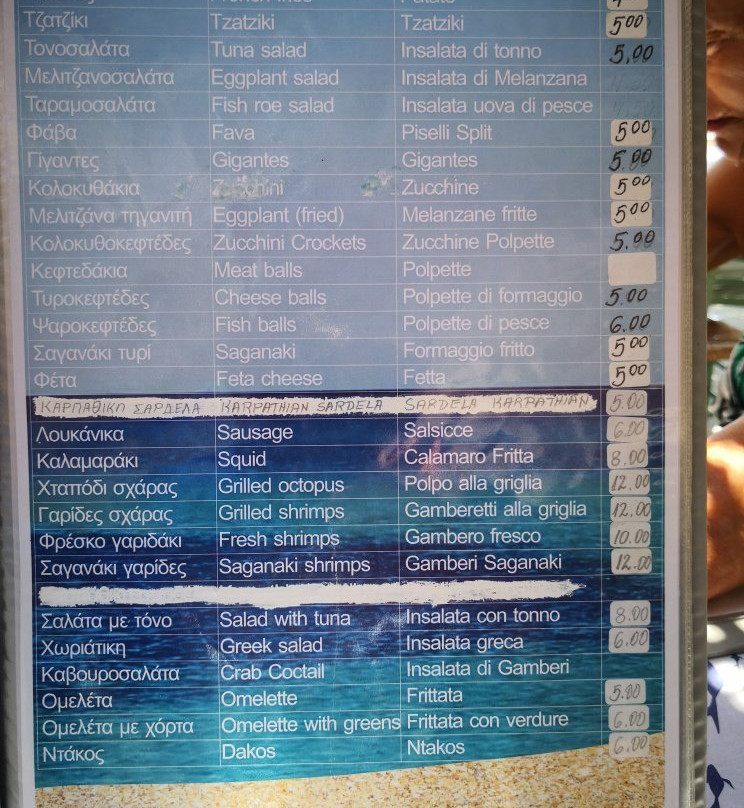 Τζατζίκι Tzatziki Tzatziki 5.00
Τονοσαλάτα Tuna salad Insalata di tonno 5,00
Μελιτζανοσαλάτα Eggplant salad Insalata di Melanzana
Ταραμοσαλάτα Fish roe salad Insalata uova di pesce
Φάβα Fava Piselli Split 5.00
Γίγαντες Gigantes Gigantes 5.00
Κολοκυθάκια Zucchini Zucchine 5.00
Μελιτζάνα τηγανιτή Eggplant (fried) Melanzane fritte 5.00
Κολοκυθοκεφτέδες Zucchini Crockets Zucchine Polpette 5.00
Κεφτεδάκια Meat balls Polpette
Τυροκεφτέδες Cheese balls Polpette di formaggio 5.00
Ψαροκεφτέδες Fish balls Polpette di pesce 6.00
Σαγανάκι τυρί Saganaki Formaggio fritto 5.00
Φέτα Feta cheese Fetta 5.00
ΚΑΡΠΑΘΙΚΗ ΣΑΡΔΕΛΑ KARPATHIAN SARDELA SARDELA KARPATHIAN 5.00
Λουκάνικα Sausage Salsicce 6.00
Καλαμαράκι Squid Calamaro Fritta 8.00
Χταπόδι σχάρας Grilled octopus Polpo alla griglia 12.00
Γαρίδες σχάρας Grilled shrimps Gamberetti alla griglia 12.00
Φρέσκο γαριδάκι Fresh shrimps Gambero fresco 10.00
Σαγανάκι γαρίδες Saganaki shrimps Gamberi Saganaki 12.00
Σαλάτα με τόνο Salad with tuna Insalata con tonno 8.00
Χωριάτικη Greek salad Insalata greca 6.00
Καβουροσαλάτα Crab Coctail Insalata di Gamberi
Ομελέτα Omelette Frittata 5.00
Ομελέτα με χόρτα Omelette with greens Frittata con verdure 6.00
Ντάκος Dakos Ntakos 6.00